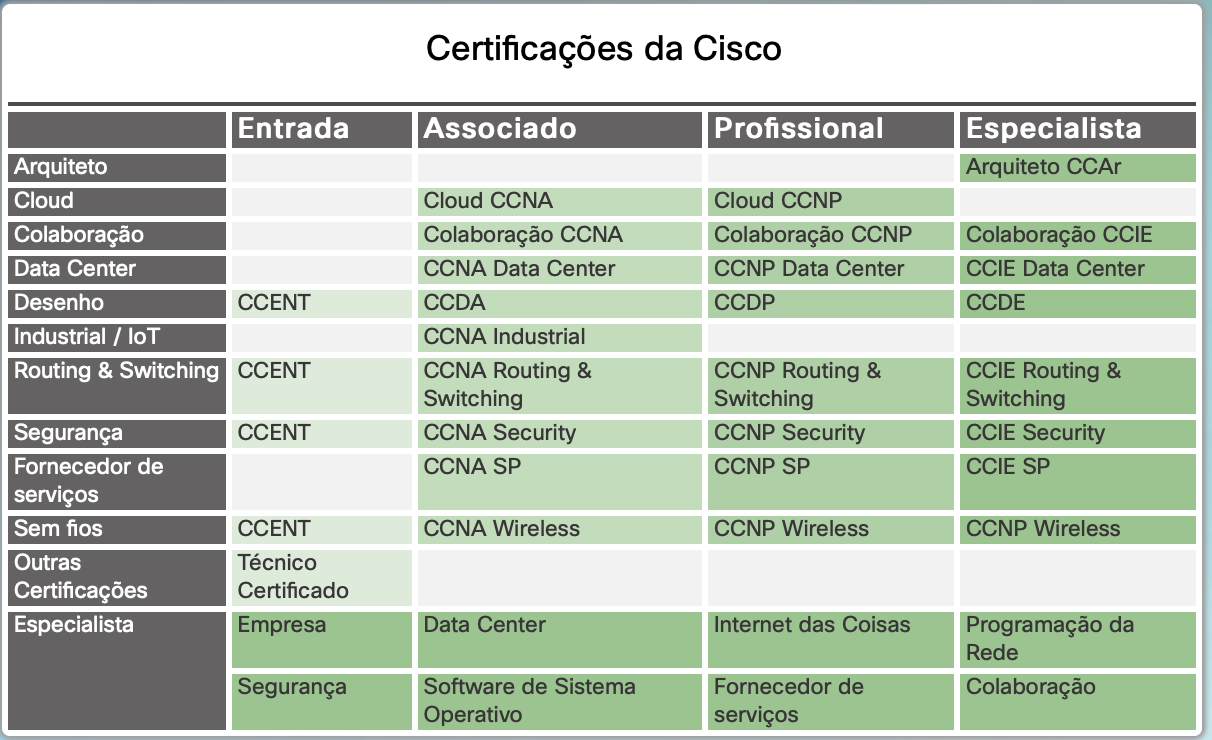 Certificações da Cisco
Entrada Associado Profissional Especialista
Arquiteto Arquiteto CCAr
Cloud Cloud CCNA Cloud CCNP
Colaboração Colaboração CCNA Colaboração CCNP Colaboração CCIE
Data Center CCNA Data Center CCNP Data Center CCIE Data Center
Desenho CCENT CCDA CCDP CCDE
Industrial / IoT CCNA Industrial
Routing & Switching CCENT CCNA Routing & CCNP Routing & CCIE Routing &
Switching Switching Switching
Segurança CCENT CCNA Security CCNP Security CCIE Security
Fornecedor de CCNA SP CCNP SP CCIE SP
serviços
Sem fios CCENT CCNA Wireless CCNP Wireless CCNP Wireless
Outras Técnico
Certificações Certificado
Especialista Empresa Data Center Internet das Coisas Programação da
Rede
Segurança Software de Sistema Fornecedor de Colaboração
Operativo serviços